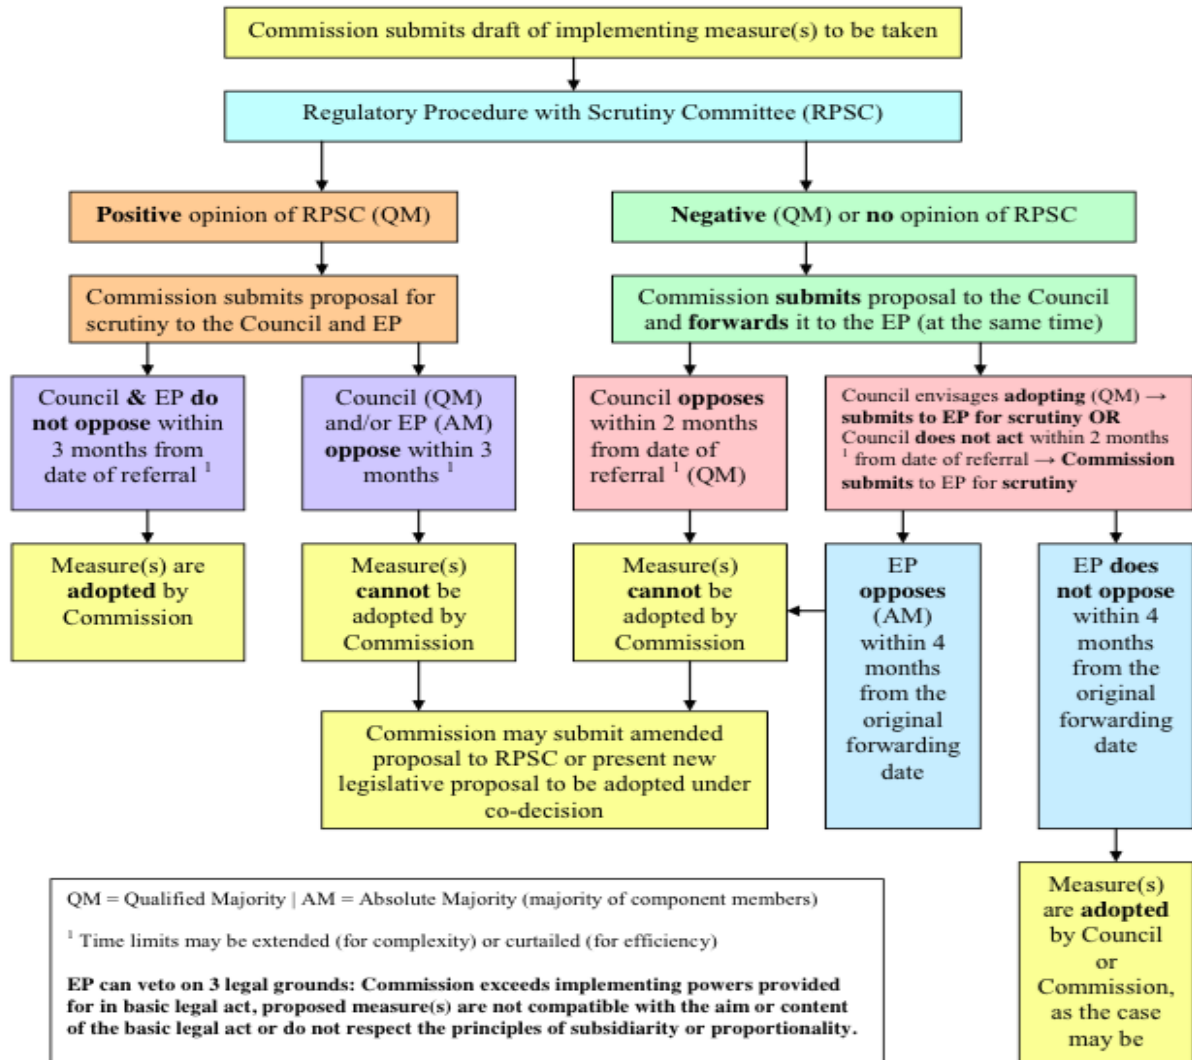 Commission submits draft of implementing measure(s) to be taken
Regulatory Procedure with Scrutiny Committee (RPSC)
Positive opinion of RPSC (QM)
Negative (QM) or no opinion of RPSC
Commission submits proposal for
scrutiny to the Council and EP
Commission submits proposal to the Council
and forwards it to the EP (at the same time)
Council & EP do
not oppose within
3 months from
date of referral ¹
Council (QM)
and/or EP (AM)
oppose within 3
months ¹
Council opposes
within 2 months
from date of
referral ¹ (QM)
Council envisages adopting (QM) →
submits to EP for scrutiny OR
Council does not act within 2 months
¹ from date of referral → Commission
submits to EP for scrutiny
Measure(s) are
adopted by
Commission
Measure(s)
cannot be
adopted by
Commission
Measure(s)
cannot be
adopted by
Commission
EP
opposes
(AM)
within 4
months
from the
original
forwarding
date
EP does
not oppose
within 4
months
from the
original
forwarding
date
Commission may submit amended
proposal to RPSC or present new
legislative proposal to be adopted under
co-decision
Measure(s)
are adopted
by Council
or
Commission,
as the case
may be
QM = Qualified Majority | AM = Absolute Majority (majority of component members)
¹ Time limits may be extended (for complexity) or curtailed (for efficiency)
EP can veto on 3 legal grounds: Commission exceeds implementing powers provided
for in basic legal act, proposed measure(s) are not compatible with the aim or content
of the basic legal act or do not respect the principles of subsidiarity or proportionality.